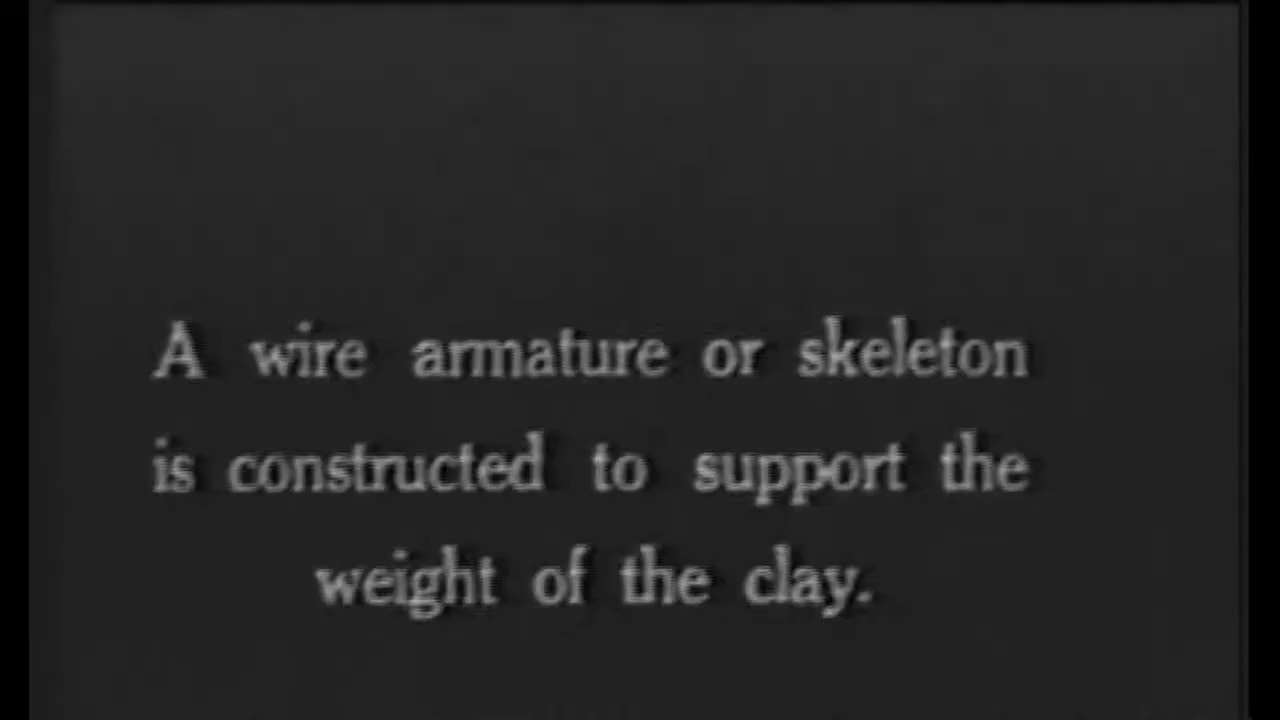 A wire armature or skeleton
is constructed to support the
weight of the clay.